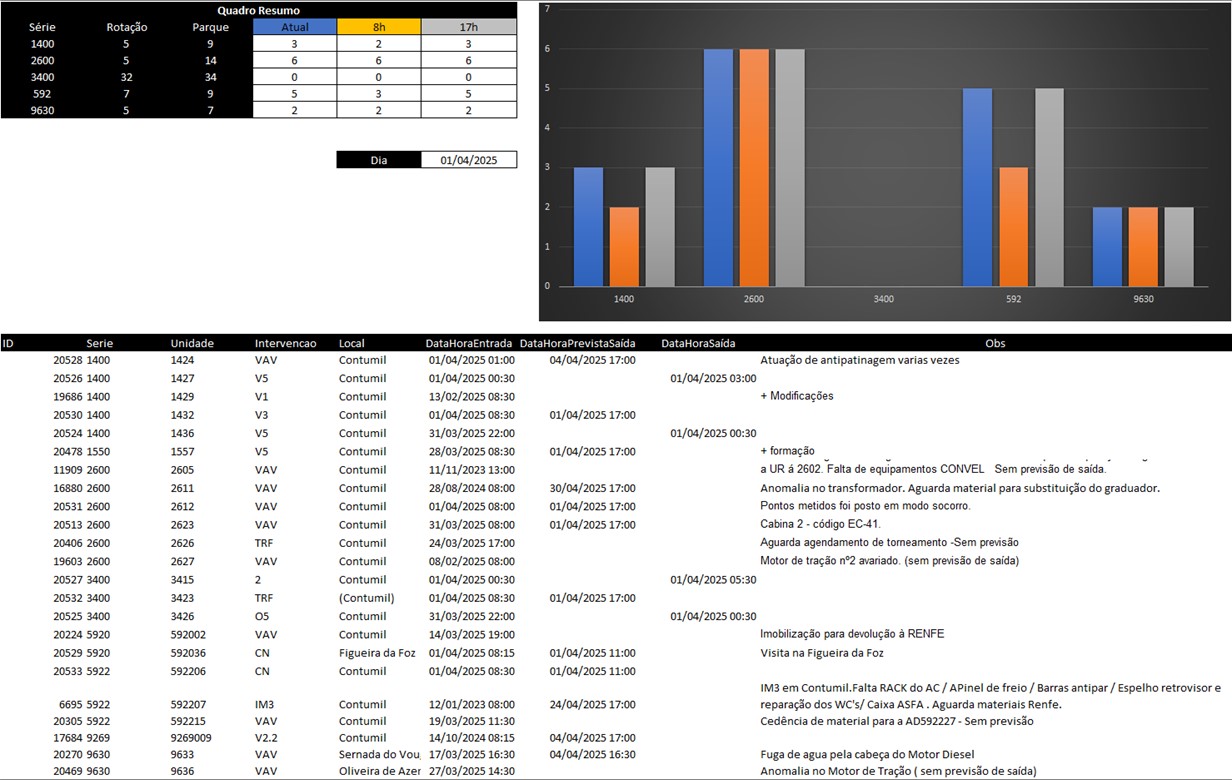 Quadro Resumo
Série Rotação Parque Atual 8h 17h
1400 5 9 3 2 3
2600 5 14 6 6 6
3400 32 34 0 0 0
592 7 9 5 3 5
9630 5 7 2 2 2
Dia 01/04/2025
7
6
5
4
3
2
1
0
1400 2600 3400 592 9630
ID Serie Unidade Intervencao Local DataHoraEntrada DataHoraPrevistaSaída DataHoraSaída Obs
20528 1400 1424 VAV Contumil 01/04/2025 01:00 04/04/2025 17:00 Atuação de antipatinagem varias vezes
20526 1400 1427 V5 Contumil 01/04/2025 00:30 01/04/2025 03:00
19686 1400 1429 V1 Contumil 13/02/2025 08:30 + Modificações
20530 1400 1432 V3 Contumil 01/04/2025 08:30 01/04/2025 17:00
20524 1400 1436 V5 Contumil 31/03/2025 22:00 01/04/2025 00:30
20478 1550 1557 V5 Contumil 28/03/2025 08:30 01/04/2025 17:00 + formação
11909 2600 2605 VAV Contumil 11/11/2023 13:00 a UR á 2602. Falta de equipamentos CONVEL Sem previsão de saída.
16880 2600 2611 VAV Contumil 28/08/2024 08:00 30/04/2025 17:00 Anomalia no transformador. Aguarda material para substituição do graduador.
20531 2600 2612 VAV Contumil 01/04/2025 08:00 01/04/2025 17:00 Pontos metidos foi posto em modo socorro.
20513 2600 2623 VAV Contumil 31/03/2025 08:00 01/04/2025 17:00 Cabina 2 - código EC-41.
20406 2600 2626 TRF Contumil 24/03/2025 17:00 Aguarda agendamento de torneamento -Sem previsão
19603 2600 2627 VAV Contumil 08/02/2025 08:00 Motor de tração nº2 avariado. (sem previsão de saída)
20527 3400 3415 2 Contumil 01/04/2025 00:30 01/04/2025 05:30
20532 3400 3423 TRF (Contumil) 01/04/2025 08:30 01/04/2025 17:00
20525 3400 3426 O5 Contumil 31/03/2025 22:00 01/04/2025 00:30
20224 5920 592002 VAV Contumil 14/03/2025 19:00 Imobilização para devolução à RENFE
20529 5920 592036 CN Figueira da Foz 01/04/2025 08:15 01/04/2025 11:00 Visita na Figueira da Foz
20533 5922 592206 CN Contumil 01/04/2025 08:30 01/04/2025 11:00
IM3 em Contumil.Falta RACK do AC / APinel de freio / Barras antipar / Espelho retrovisor e
6695 5922 592207 IM3 Contumil 12/01/2023 08:00 24/04/2025 17:00 reparação dos WC's/ Caixa ASFA . Aguarda materiais Renfe.
20305 5922 592215 VAV Contumil 19/03/2025 11:30 Cedência de material para a AD592227 - Sem previsão
17684 9269 9269009 V2.2 Contumil 14/10/2024 08:15 04/04/2025 17:00
20270 9630 9633 VAV Sernada do Vou 17/03/2025 16:30 04/04/2025 16:30 Fuga de agua pela cabeça do Motor Diesel
20469 9630 9636 VAV Oliveira de Azer 27/03/2025 14:30 Anomalia no Motor de Tração ( sem previsão de saída)